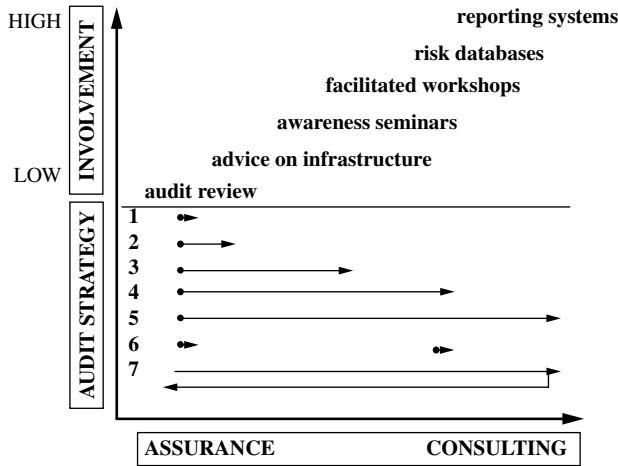 HIGH
reporting systems
risk databases
facilitated workshops
awareness seminars
advice on infrastructure
LOW
audit review
INVOLVEMENT
AUDIT STRATEGY
1
2
3
4
5
6
7
ASSURANCE CONSULTING